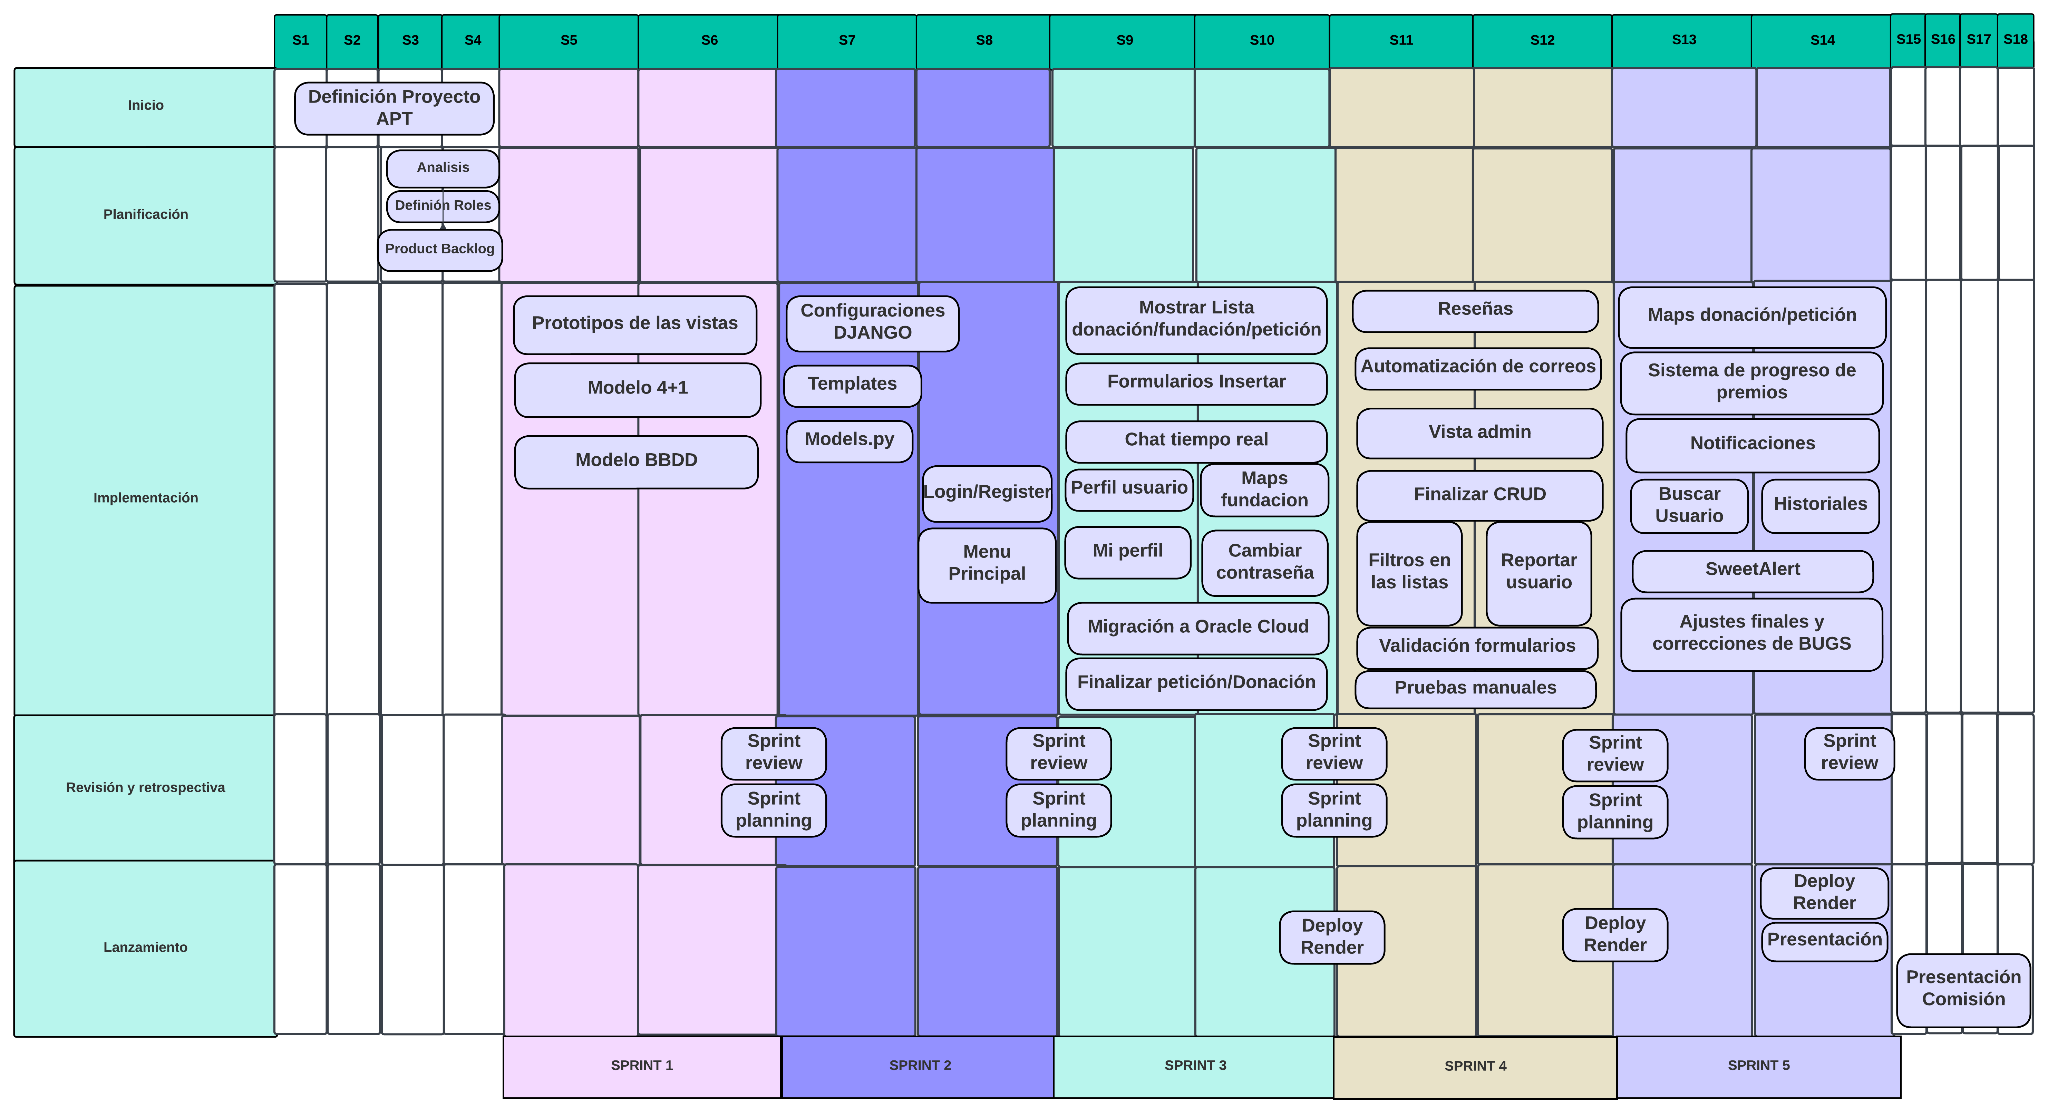 S1 S2 S3 S4 S5 S6 S7 S8 S9 S10 S11 S12 S13 S14 S15 S16 S17 S18
Inicio
Definición Proyecto
APT
Planificación
Analisis
Definión Roles
Product Backlog
Implementación
Prototipos de las vistas
Modelo 4+1
Modelo BBDD
Configuraciones
DJANGO
Templates
Models.py
Login/Register
Menu
Principal
Mostrar Lista
donación/fundación/petición
Formularios Insertar
Chat tiempo real
Perfil usuario
Maps
fundacion
Mi perfil
Cambiar
contraseña
Migración a Oracle Cloud
Finalizar petición/Donación
Reseñas
Automatización de correos
Vista admin
Finalizar CRUD
Filtros en
las listas
Reportar
usuario
Validación formularios
Pruebas manuales
Maps donación/petición
Sistema de progreso de
premios
Notificaciones
Buscar
Usuario
Historiales
SweetAlert
Ajustes finales y
correcciones de BUGS
Revisión y retrospectiva
Sprint
review
Sprint
planning
Sprint
review
Sprint
planning
Sprint
review
Sprint
planning
Sprint
review
Sprint
planning
Sprint
review
Lanzamiento
Deploy
Render
Deploy
Render
Deploy
Render
Presentación
Presentación
Comisión
SPRINT 1
SPRINT 2
SPRINT 3
SPRINT 4
SPRINT 5